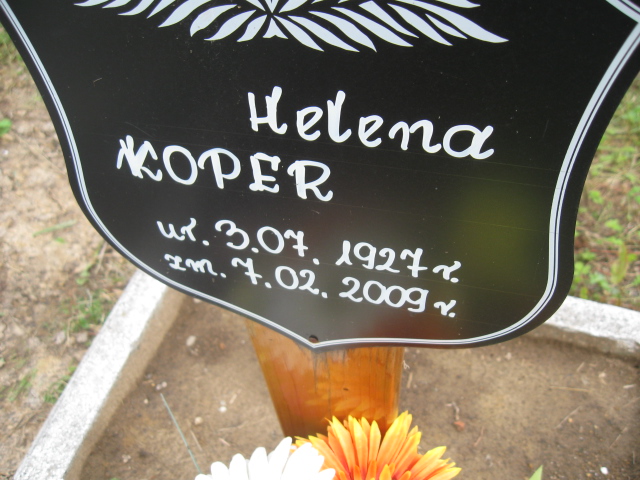 Helena
KOPER
ur. 3.07. 1927 r.
zm. 7.02. 2009 r.